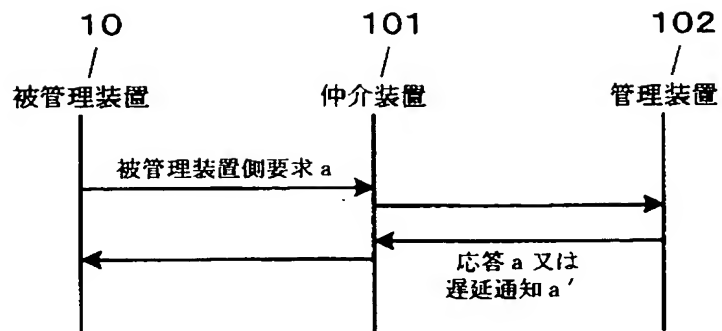 10
101
102
被管理装置
仲介装置
管理装置
被管理装置側要求 a
応答 a 又は
遅延通知 a′